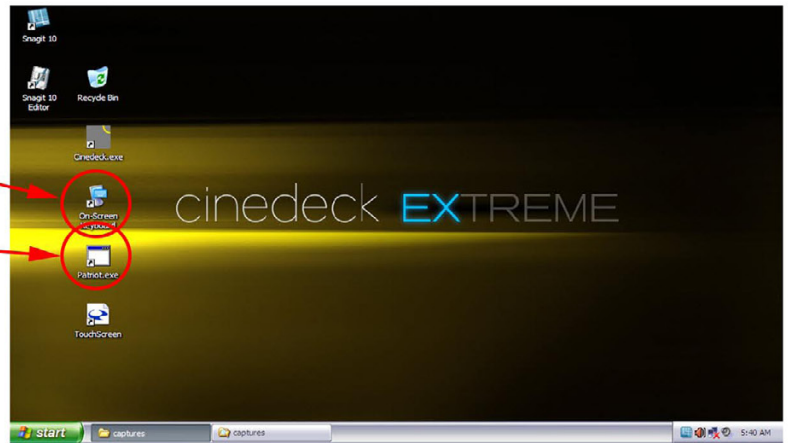 Snagit 10
Snagit 10
Editor
Recycle Bin
Cinedeck.exe
On-Screen
Keyboard
Patriot.exe
TouchScreen
cinedeck EXTREME
start
captures
captures
5:40 AM